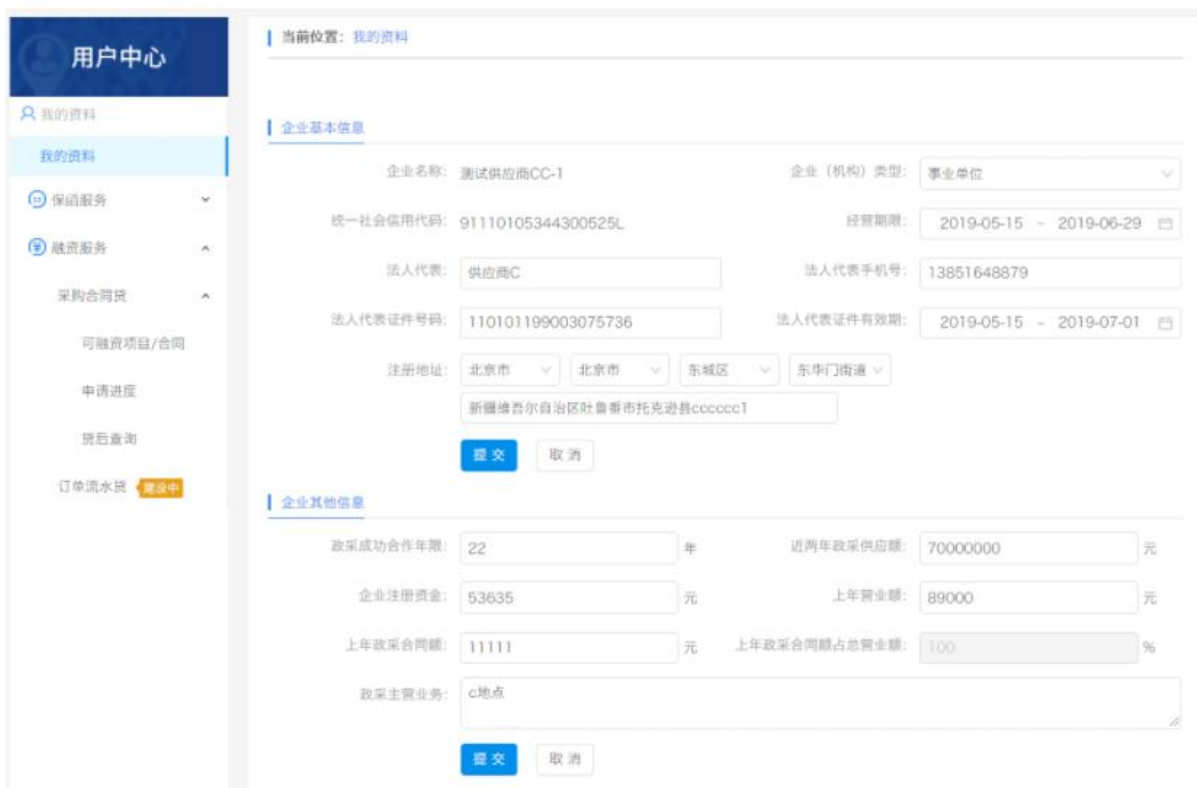 用户中心
我的资料
我的资料
保函服务
融资服务
采购合同贷
可融资项目/合同
申请进度
贷后查询
订单流水贷 建设中
当前位置：我的资料
企业基本信息
企业名称： 测试供应商CC-1 企业（机构）类型： 事业单位
统一社会信用代码： 91110105344300525L 经营期限： 2019-05-15 ~ 2019-06-29
法人代表： 供应商C 法人代表手机号： 13851648879
法人代表证件号码： 110101199003075736 法人代表证件有效期： 2019-05-15 ~ 2019-07-01
注册地址： 北京市 北京市 东城区 东华门街道
新疆维吾尔自治区吐鲁番市托克逊县cccccc1
提交 取消
企业其他信息
政采成功合作年限： 22 年 近两年政采供应额： 70000000 元
企业注册资金： 53635 元 上年营业额： 89000 元
上年政采合同额： 11111 元 上年政采合同额占总营业额： 100 %
政采主营业务： c地点
提交 取消